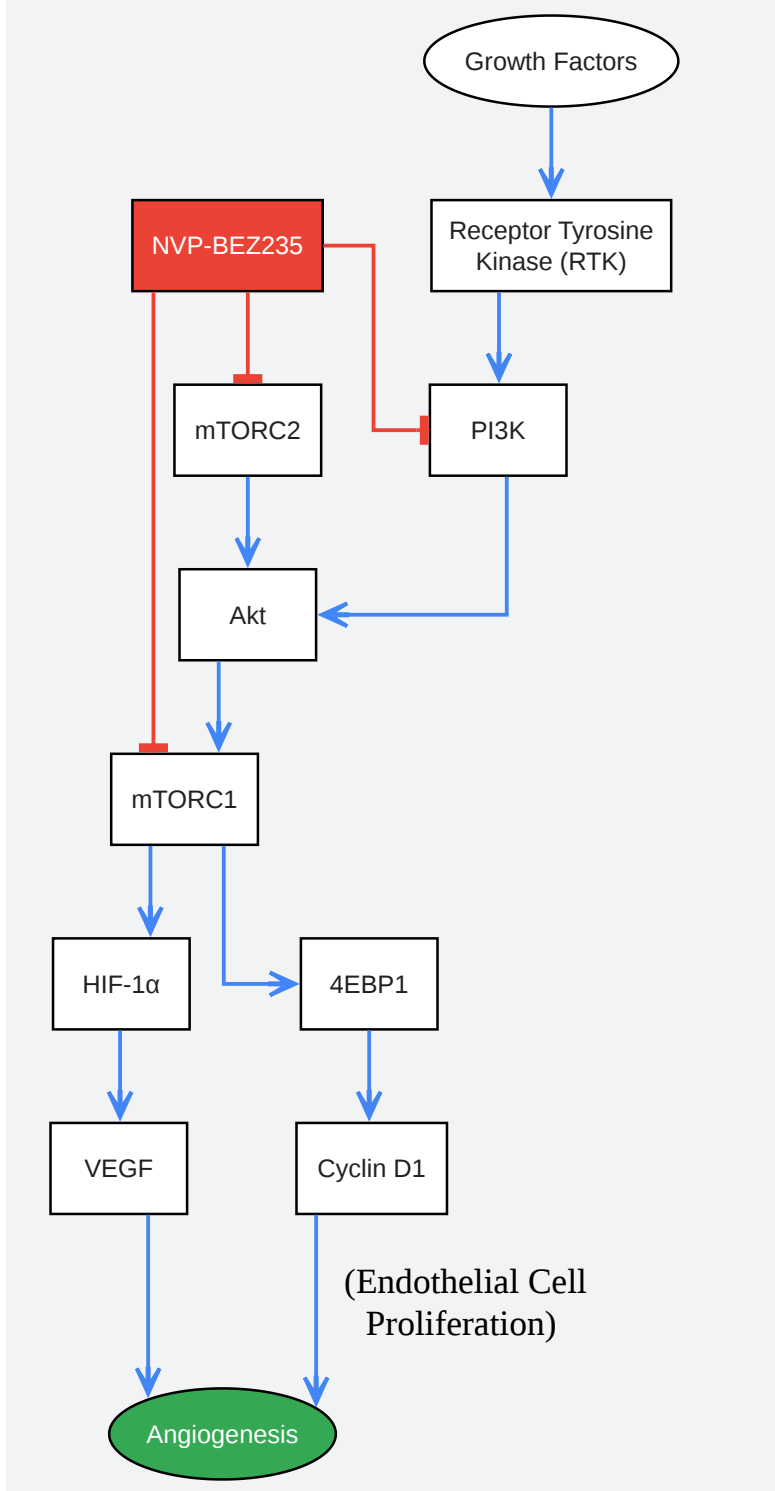 Growth Factors
NVP-BEZ235
Receptor Tyrosine
Kinase (RTK)
mTORC2
PI3K
Akt
mTORC1
HIF-1α
4EBP1
VEGF
Cyclin D1
(Endothelial Cell
Proliferation)
Angiogenesis